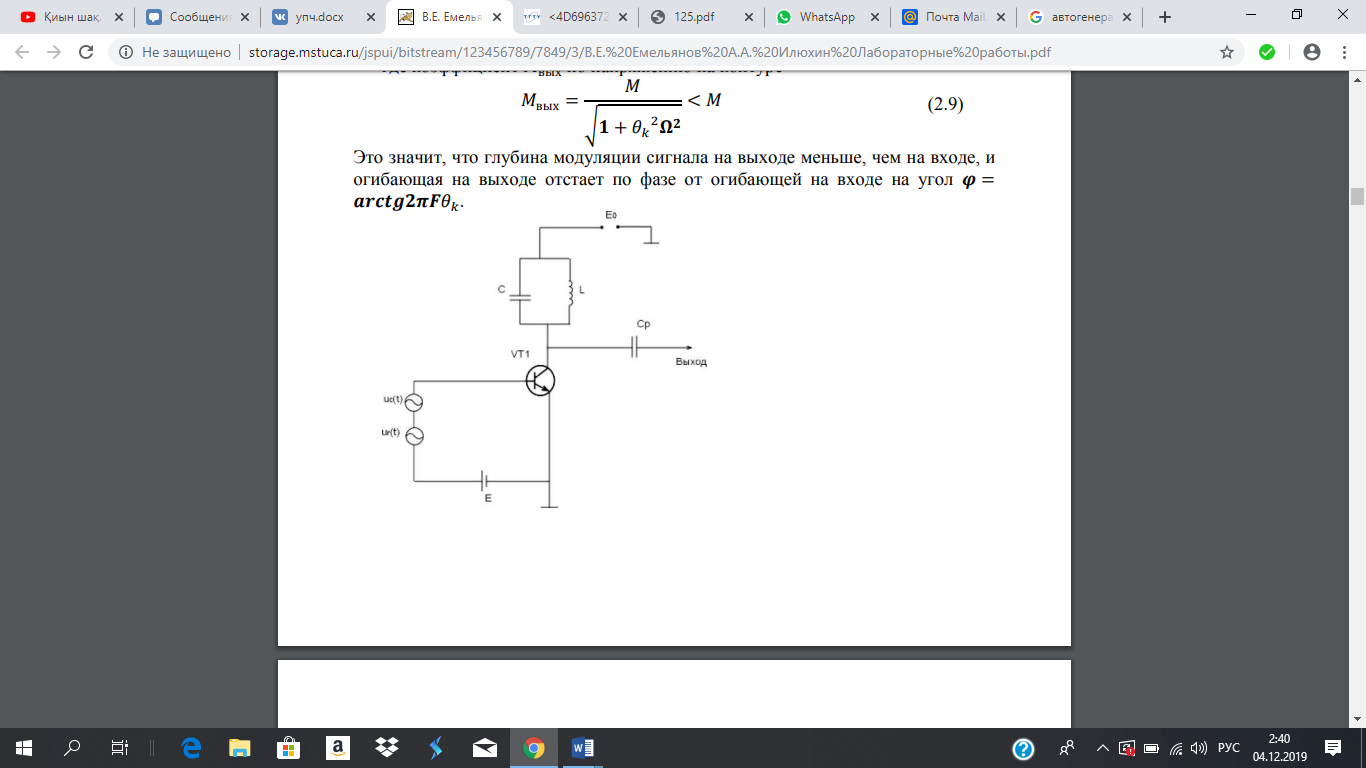 Қиын шақ
Сообщени
упч.docx
В.Е. Емелья
<4D696372
125.pdf
WhatsApp
Почта Mail
автогенера
Не защищено | storage.mstuca.ru/jspui/bitstream/123456789/7849/3/В.Е.%20Емельянов%20А.А.%20Илюхин%20Лабораторные%20работы.pdf
M_вых = M / √(1 + θ_k²Ω²) < M (2.9)
Это значит, что глубина модуляции сигнала на выходе меньше, чем на входе, и
огибающая на выходе отстает по фазе от огибающей на входе на угол φ =
arctg2πFθ_k.
E0
C
L
Cр
VT1
Выход
uc(t)
uг(t)
E
РУС
2:40
04.12.2019